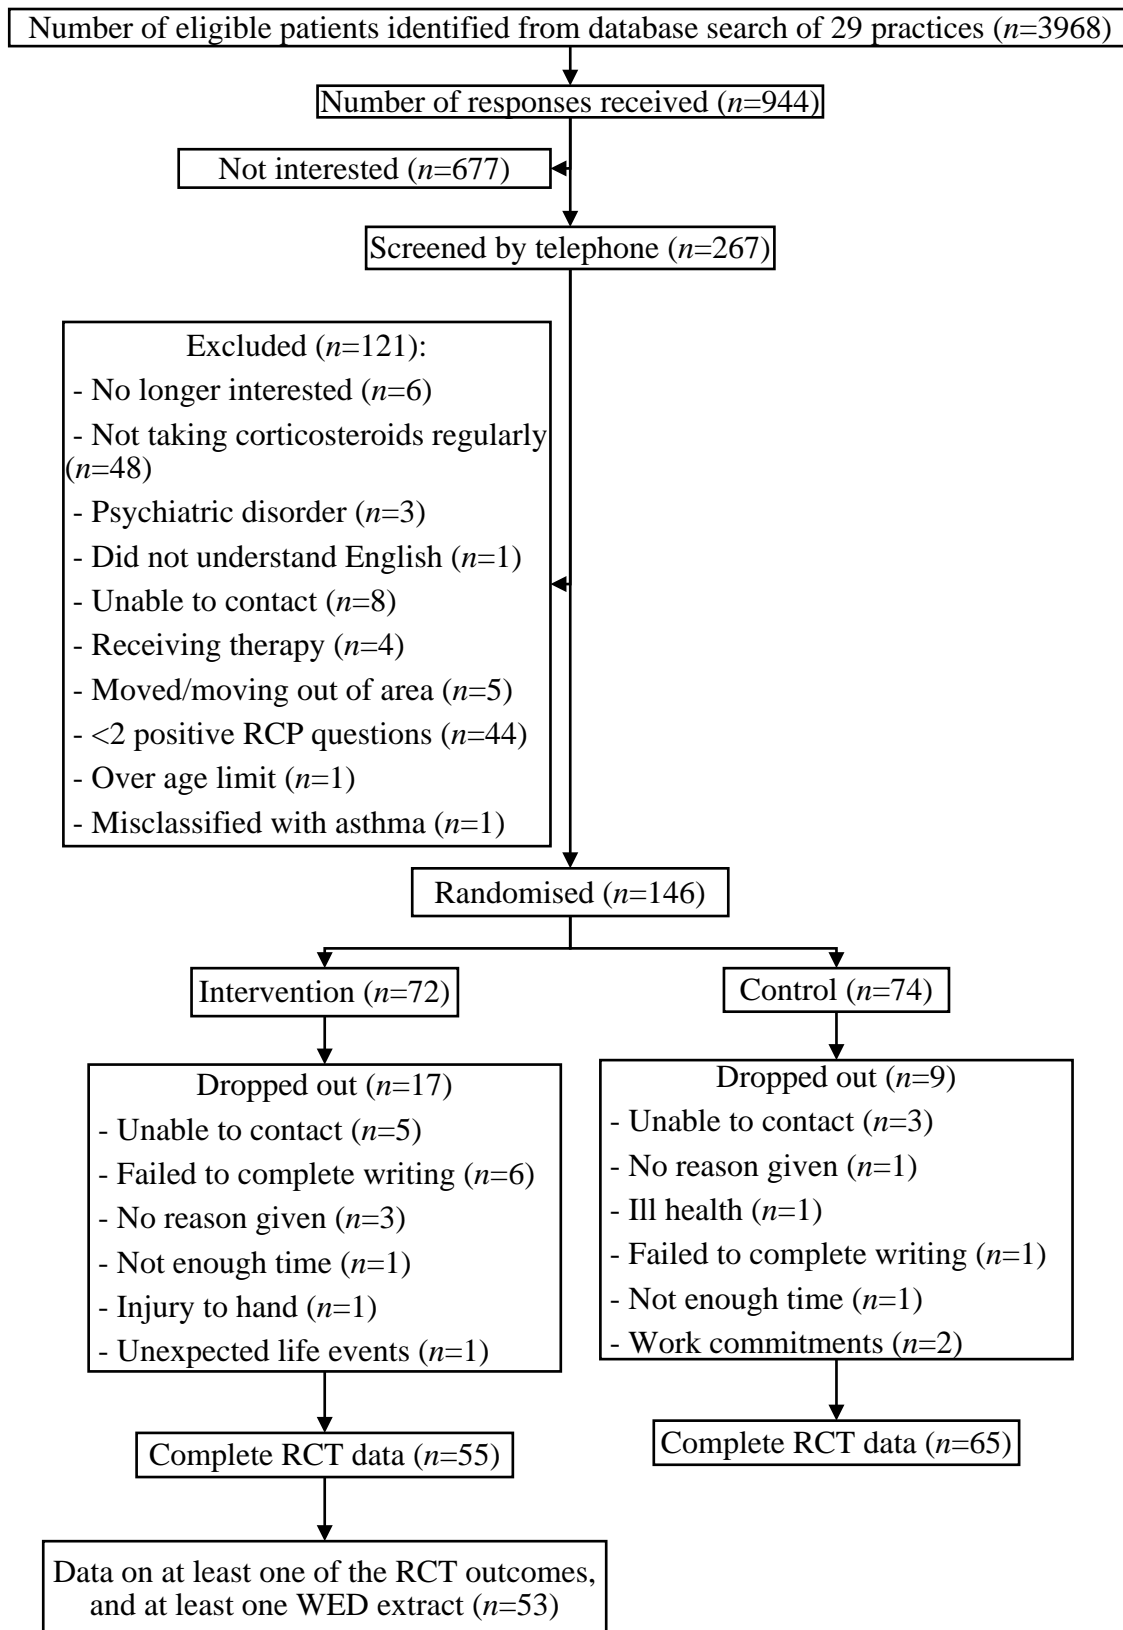 Number of eligible patients identified from database search of 29 practices (n=3968)
Number of responses received (n=944)
Not interested (n=677)
Screened by telephone (n=267)
Excluded (n=121):
- No longer interested (n=6)
- Not taking corticosteroids regularly
(n=48)
- Psychiatric disorder (n=3)
- Did not understand English (n=1)
- Unable to contact (n=8)
- Receiving therapy (n=4)
- Moved/moving out of area (n=5)
- <2 positive RCP questions (n=44)
- Over age limit (n=1)
- Misclassified with asthma (n=1)
Randomised (n=146)
Intervention (n=72)
Control (n=74)
Dropped out (n=17)
- Unable to contact (n=5)
- Failed to complete writing (n=6)
- No reason given (n=3)
- Not enough time (n=1)
- Injury to hand (n=1)
- Unexpected life events (n=1)
Dropped out (n=9)
- Unable to contact (n=3)
- No reason given (n=1)
- Ill health (n=1)
- Failed to complete writing (n=1)
- Not enough time (n=1)
- Work commitments (n=2)
Complete RCT data (n=55)
Complete RCT data (n=65)
Data on at least one of the RCT outcomes,
and at least one WED extract (n=53)